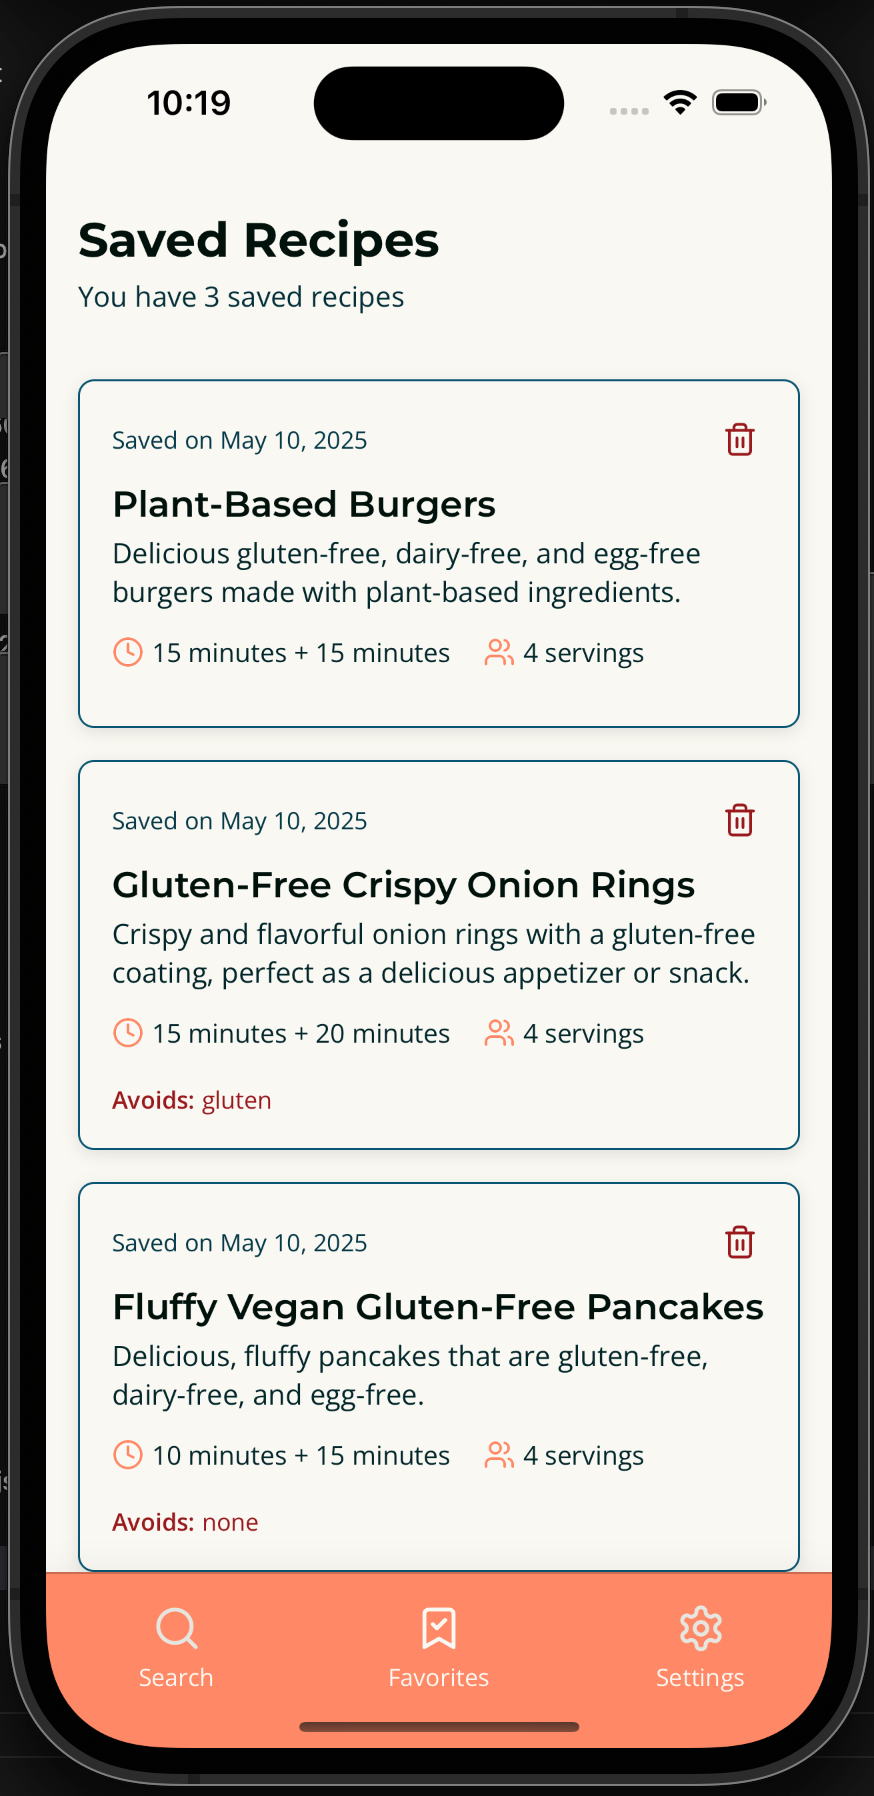 10:19
Saved Recipes
You have 3 saved recipes
Saved on May 10, 2025
Plant-Based Burgers
Delicious gluten-free, dairy-free, and egg-free
burgers made with plant-based ingredients.
15 minutes + 15 minutes 4 servings
Saved on May 10, 2025
Gluten-Free Crispy Onion Rings
Crispy and flavorful onion rings with a gluten-free
coating, perfect as a delicious appetizer or snack.
15 minutes + 20 minutes 4 servings
Avoids: gluten
Saved on May 10, 2025
Fluffy Vegan Gluten-Free Pancakes
Delicious, fluffy pancakes that are gluten-free,
dairy-free, and egg-free.
10 minutes + 15 minutes 4 servings
Avoids: none
Search Favorites Settings